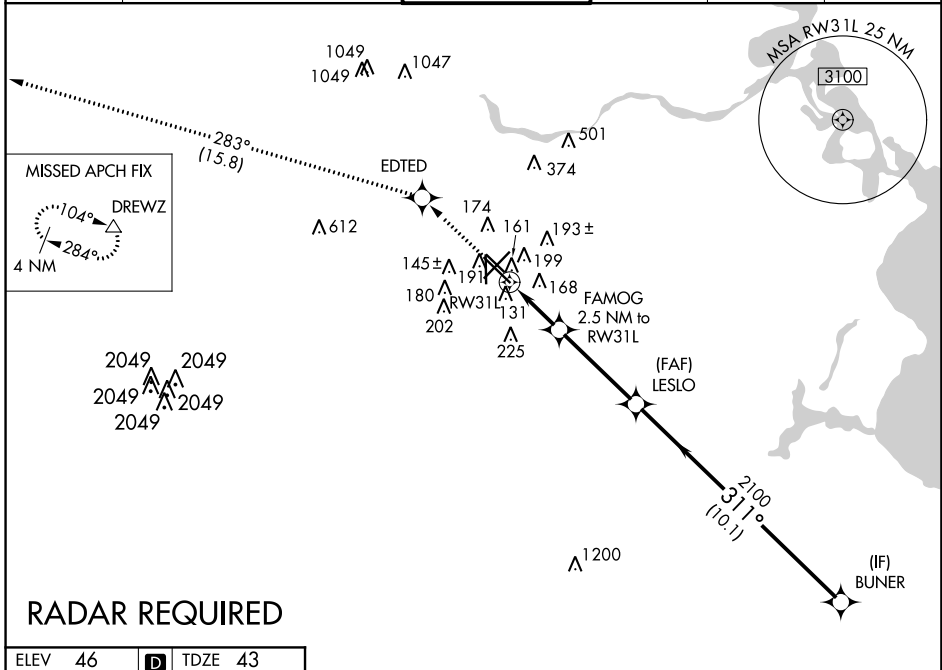 MSA RW31L 25 NM
3100
1049
1049
1047
283°
(15.8)
501
374
EDTED
MISSED APCH FIX
104°
DREWZ
284°
4 NM
612
174
161
193±
199
145±
191
168
180
RW31L
131
202
225
FAMOG
2.5 NM to
RW31L
(FAF)
LESLO
2049
2049
2049
2049
2049
2100
311°
(10.1)
1200
(IF)
BUNER
RADAR REQUIRED
ELEV 46 D TDZE 43